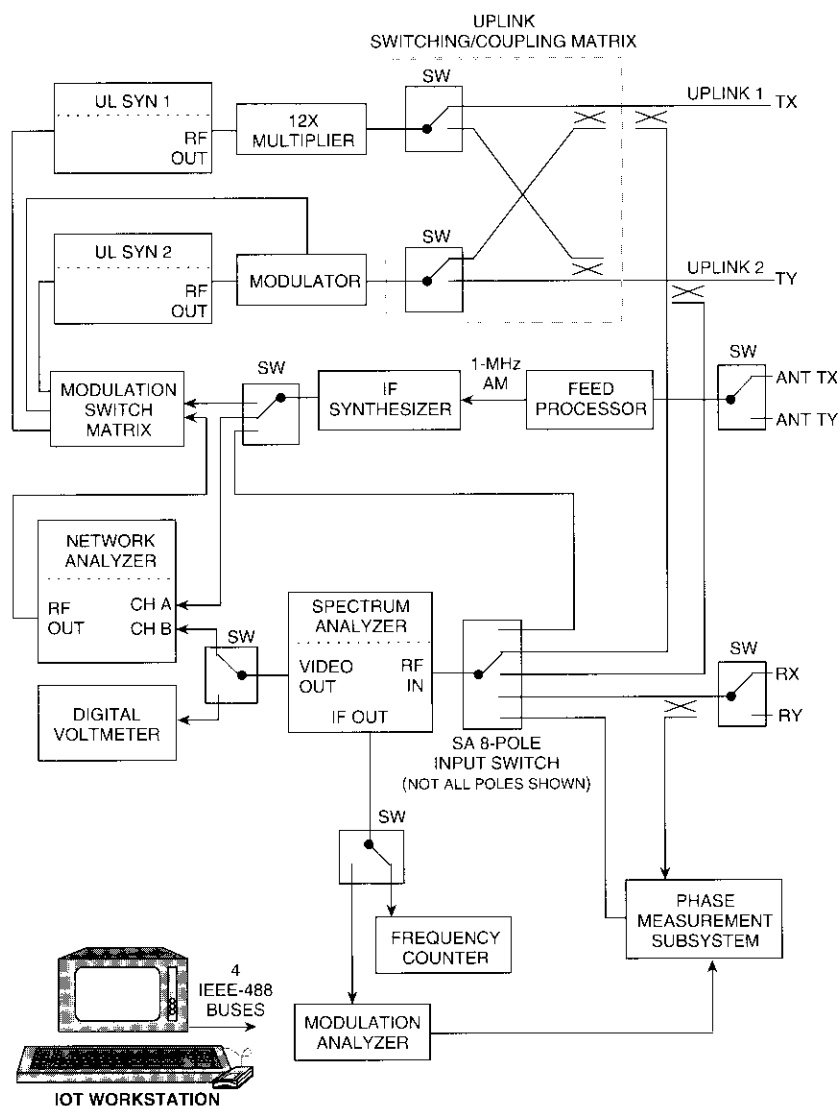 UPLINK
SWITCHING/COUPLING MATRIX
SW
UL SYN 1
RF
OUT
12X
MULTIPLIER
UPLINK 1
TX
UL SYN 2
RF
OUT
MODULATOR
SW
UPLINK 2
TY
MODULATION
SWITCH
MATRIX
SW
IF
SYNTHESIZER
1-MHz
AM
FEED
PROCESSOR
SW
ANT TX
ANT TY
NETWORK
ANALYZER
RF
OUT
CH A
CH B
SW
SPECTRUM
ANALYZER
VIDEO
OUT
RF
IN
IF OUT
SW
RX
RY
DIGITAL
VOLTMETER
SA 8-POLE
INPUT SWITCH
(NOT ALL POLES SHOWN)
SW
PHASE
MEASUREMENT
SUBSYSTEM
FREQUENCY
COUNTER
4
IEEE-488
BUSES
MODULATION
ANALYZER
IOT WORKSTATION